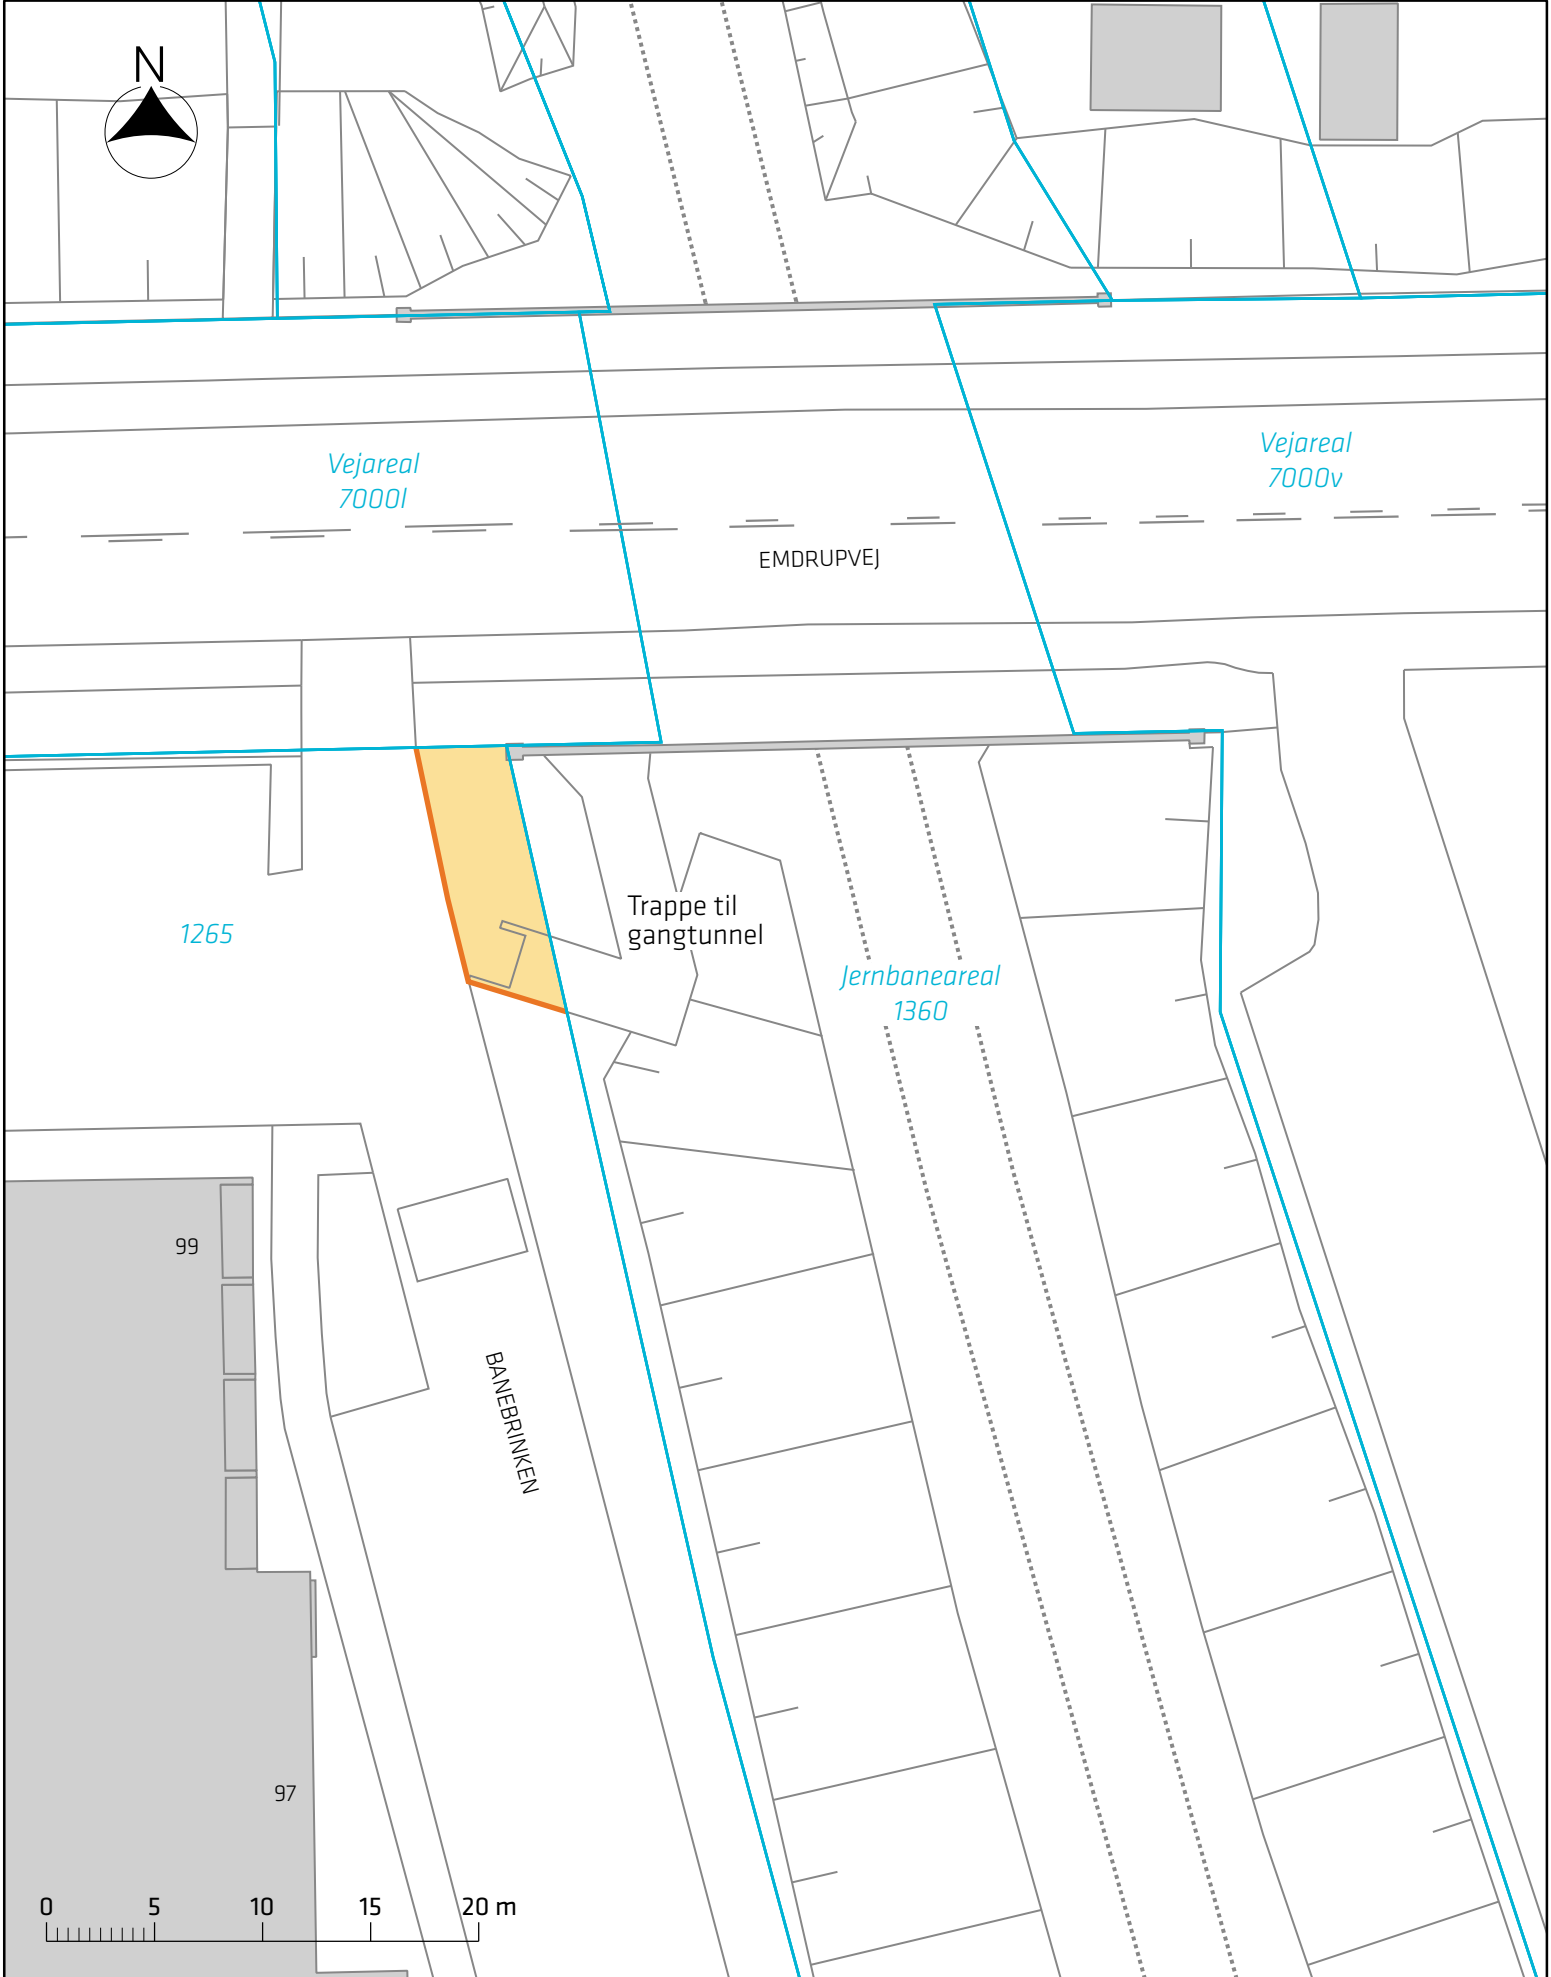 N
Vejareal
7000l
Vejareal
7000v
EMDRUPVEJ
Trappe til
gangtunnel
1265
Jernbaneareal
1360
99
BANEBRINKEN
97
0 5 10 15 20 m